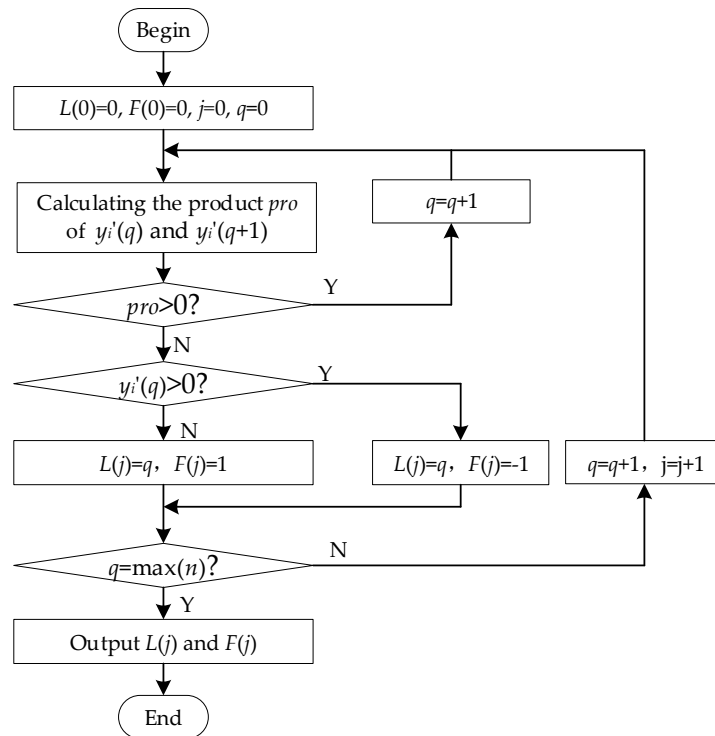 Begin
L(0)=0, F(0)=0, j=0, q=0
Calculating the product pro
of yi'(q) and yi'(q+1)
q=q+1
Y
pro>0?
N
yi'(q)>0?
Y
N
L(j)=q，F(j)=1
L(j)=q，F(j)=-1
q=q+1，j=j+1
N
q=max(n)?
Y
Output L(j) and F(j)
End